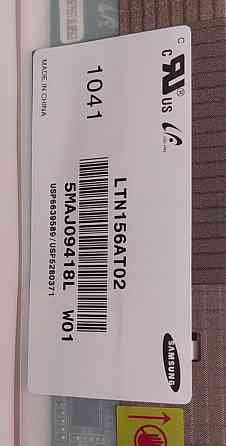 SAMSUNG
LTN156AT02
5MAJ09418L W01
USP6639589/USP5280371
1041
MADE IN CHINA
C US
C